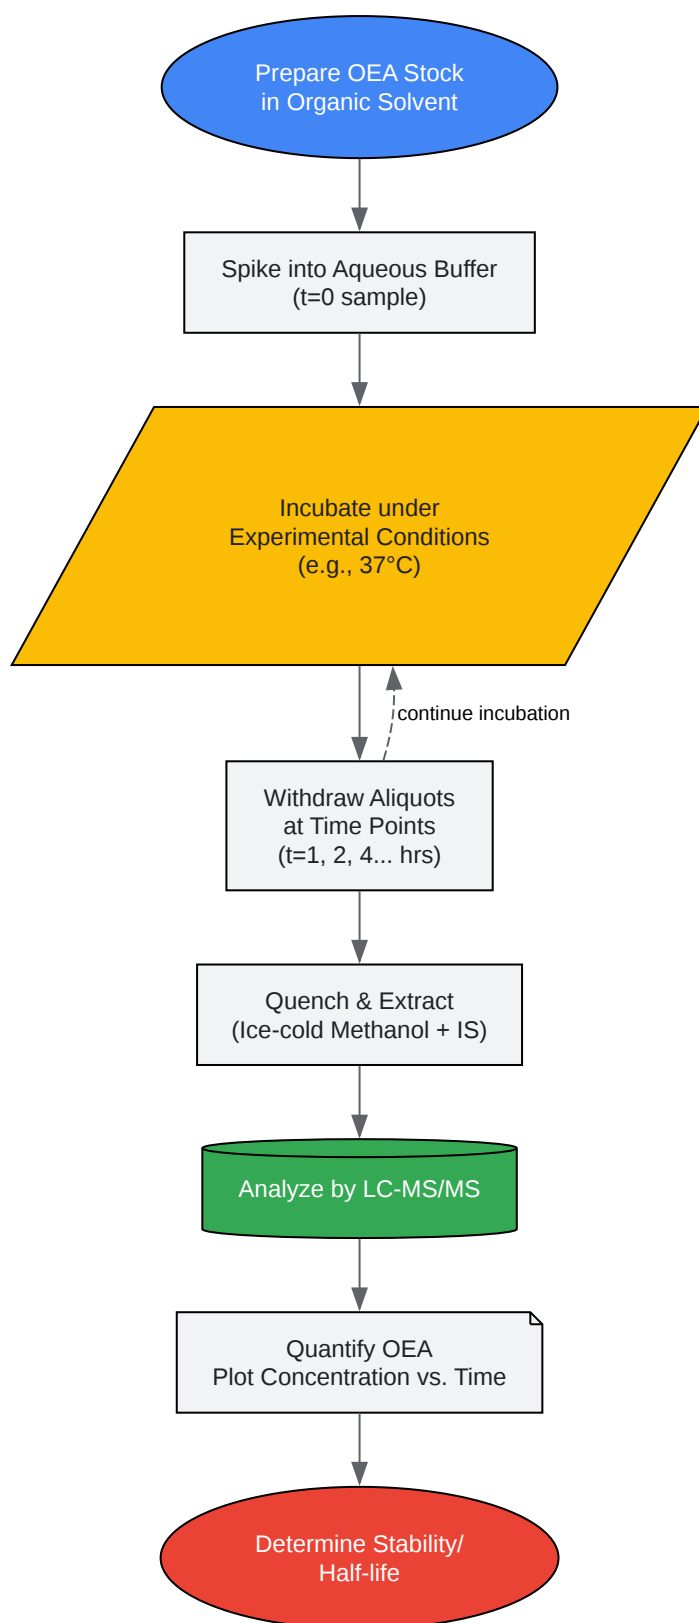 Prepare OEA Stock
in Organic Solvent
Spike into Aqueous Buffer
(t=0 sample)
Incubate under
Experimental Conditions
(e.g., 37°C)
continue incubation
Withdraw Aliquots
at Time Points
(t=1, 2, 4... hrs)
Quench & Extract
(Ice-cold Methanol + IS)
Analyze by LC-MS/MS
Quantify OEA
Plot Concentration vs. Time
Determine Stability/
Half-life